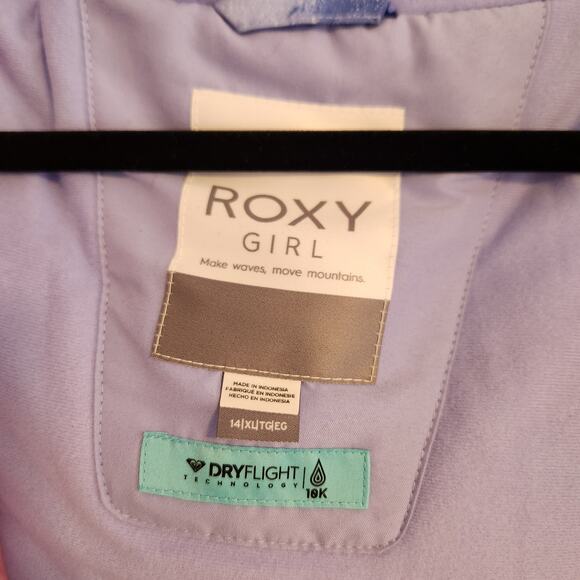 ROXY
GIRL
Make waves, move mountains.
MADE IN INDONESIA
FABRIQUÉ EN INDONESIE
HECHO EN INDONESIA
14|XL|TG|EG
DRYFLIGHT
TECHNOLOGY
10K